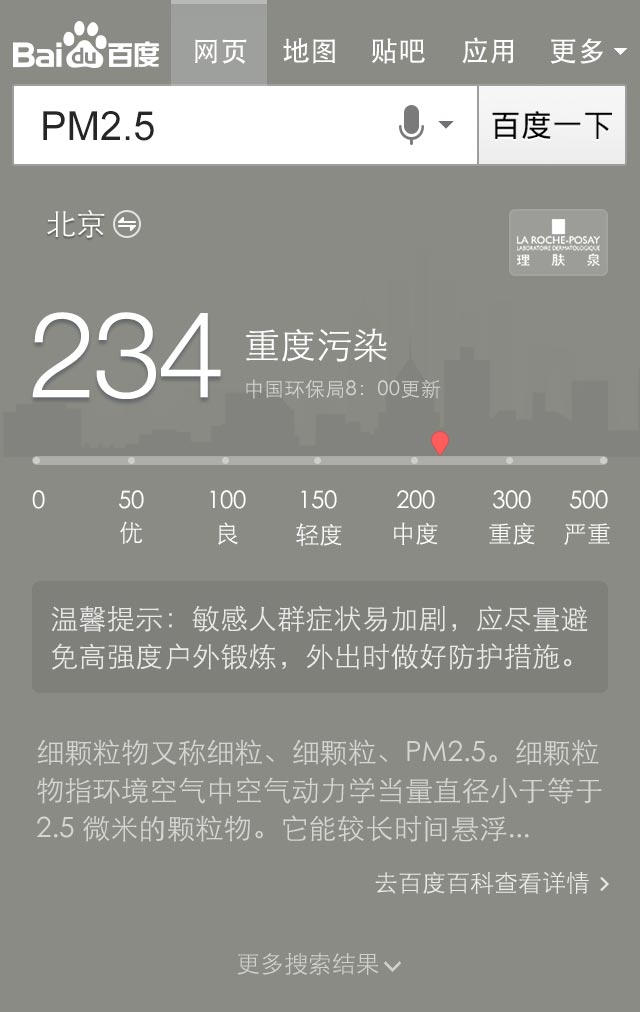 Bai du 百度
网页 地图 贴吧 应用 更多
PM2.5 百度一下
北京
LA ROCHE-POSAY
LABORATOIRE DERMATOLOGIQUE
理 肤 泉
234 重度污染
中国环保局8：00更新
0 50 100 150 200 300 500
优 良 轻度 中度 重度 严重
温馨提示：敏感人群症状易加剧，应尽量避
免高强度户外锻炼，外出时做好防护措施。
细颗粒物又称细粒、细颗粒、PM2.5。细颗粒
物指环境空气中空气动力学当量直径小于等于
2.5 微米的颗粒物。它能较长时间悬浮...
去百度百科查看详情
更多搜索结果